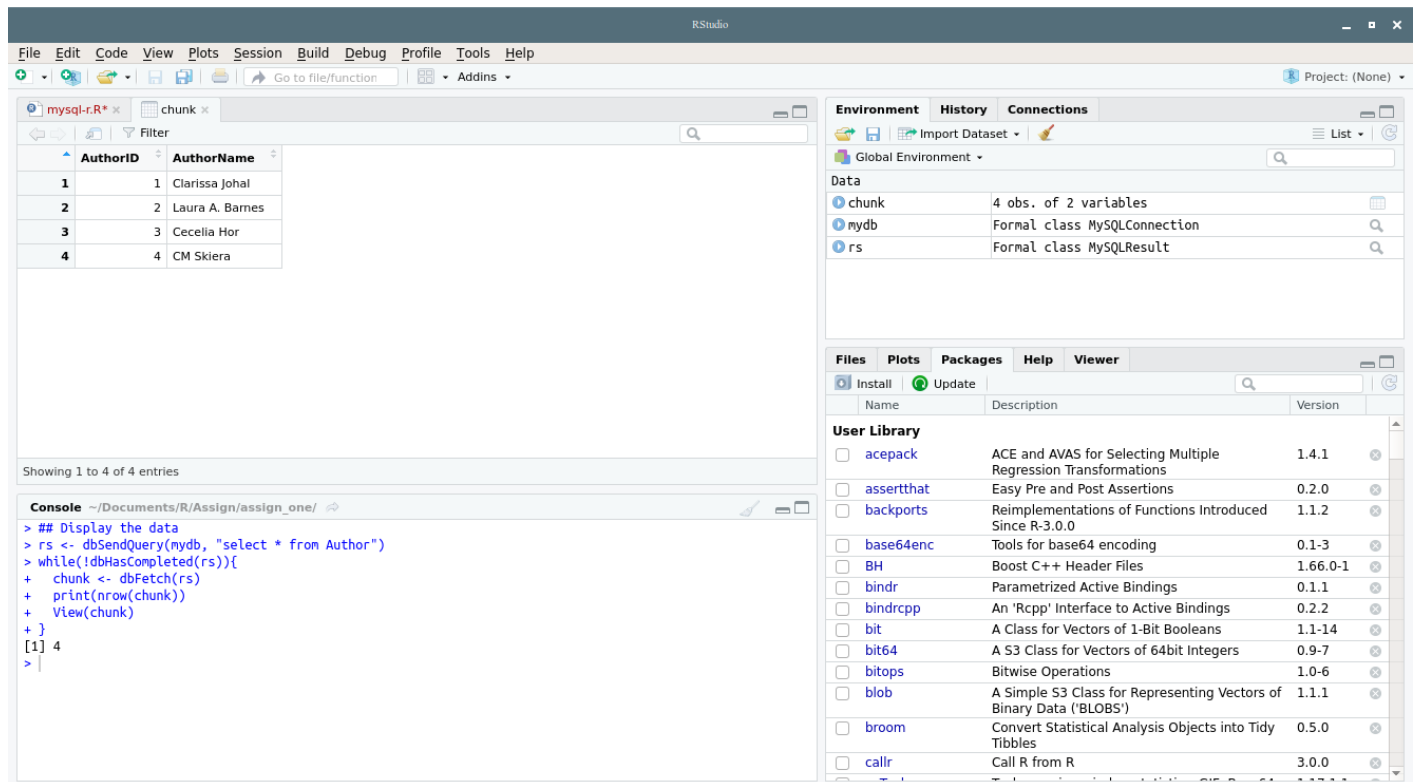 RStudio
File Edit Code View Plots Session Build Debug Profile Tools Help
Go to file/function Addins Project: (None)
mysql-r.R* chunk
Filter
AuthorID AuthorName
1 1 Clarissa Johal
2 2 Laura A. Barnes
3 3 Cecelia Hor
4 4 CM Skiera
Showing 1 to 4 of 4 entries
Console ~/Documents/R/Assign/assign_one/
> ## Display the data
> rs <- dbSendQuery(mydb, "select * from Author")
> while(!dbHasCompleted(rs)){
+   chunk <- dbFetch(rs)
+   print(nrow(chunk))
+   View(chunk)
+ }
[1] 4
>
Environment History Connections
Import Dataset List
Global Environment
Data
chunk 4 obs. of 2 variables
mydb Formal class MySQLConnection
rs Formal class MySQLResult
Files Plots Packages Help Viewer
Install Update
Name Description Version
User Library
acepack ACE and AVAS for Selecting Multiple 1.4.1
Regression Transformations
assertthat Easy Pre and Post Assertions 0.2.0
backports Reimplementations of Functions Introduced 1.1.2
Since R-3.0.0
base64enc Tools for base64 encoding 0.1-3
BH Boost C++ Header Files 1.66.0-1
bindr Parametrized Active Bindings 0.1.1
bindrcpp An 'Rcpp' Interface to Active Bindings 0.2.2
bit A Class for Vectors of 1-Bit Booleans 1.1-14
bit64 A S3 Class for Vectors of 64bit Integers 0.9-7
bitops Bitwise Operations 1.0-6
blob A Simple S3 Class for Representing Vectors of 1.1.1
Binary Data ('BLOBS')
broom Convert Statistical Analysis Objects into Tidy 0.5.0
Tibbles
callr Call R from R 3.0.0